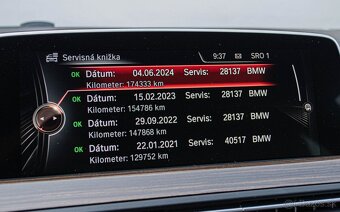 Servisná knižka 9:37 SRO 1
OK Dátum: 04.06.2024 Servis: 28137 BMW
Kilometer: 174333 km
OK Dátum: 15.02.2023 Servis: 28137 BMW
Kilometer: 154786 km
OK Dátum: 29.09.2022 Servis: 28137 BMW
Kilometer: 147868 km
OK Dátum: 22.01.2021 Servis: 40517 BMW
Kilometer: 129752 km